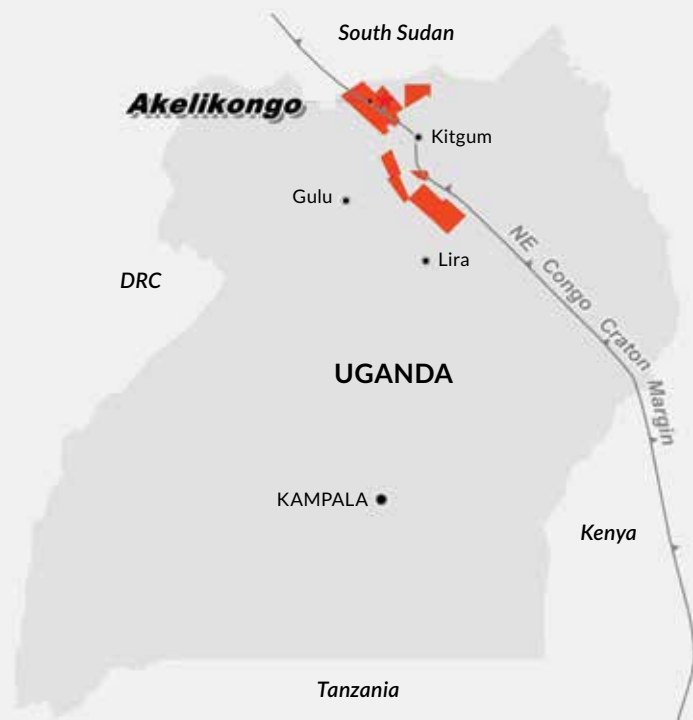 South Sudan
Akelikongo
Kitgum
Gulu
Lira
NE Congo Craton Margin
DRC
UGANDA
KAMPALA
Kenya
Tanzania